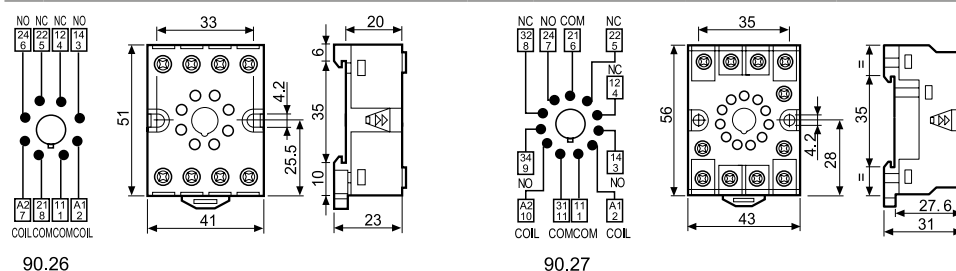 NO NC NC NO
24 22 12 14
6 5 4 3
A2 21 11 A1
7 8 1 2
COIL COM COM COIL
33
51
4.2
25.5
41
20
6
35
10
23
90.26
NC NO COM NC
32 24 21 22
8 7 6 5
NC
12
4
34
9
NO
14
3
NO
A2 31 11 A1
10 11 1 2
COIL COM COM COIL
35
56
4.2
28
43
=
35
=
27.6
31
90.27